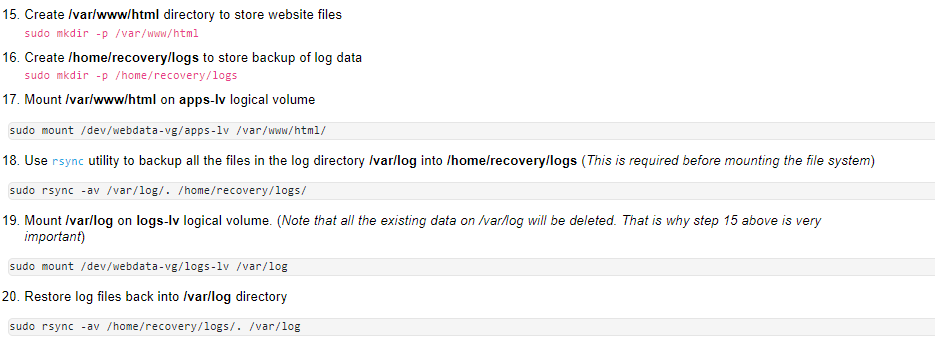 15. Create /var/www/html directory to store website files
sudo mkdir -p /var/www/html
16. Create /home/recovery/logs to store backup of log data
sudo mkdir -p /home/recovery/logs
17. Mount /var/www/html on apps-lv logical volume
sudo mount /dev/webdata-vg/apps-lv /var/www/html/
18. Use rsync utility to backup all the files in the log directory /var/log into /home/recovery/logs (This is required before mounting the file system)
sudo rsync -av /var/log/. /home/recovery/logs/
19. Mount /var/log on logs-lv logical volume. (Note that all the existing data on /var/log will be deleted. That is why step 15 above is very
important)
sudo mount /dev/webdata-vg/logs-lv /var/log
20. Restore log files back into /var/log directory
sudo rsync -av /home/recovery/logs/. /var/log